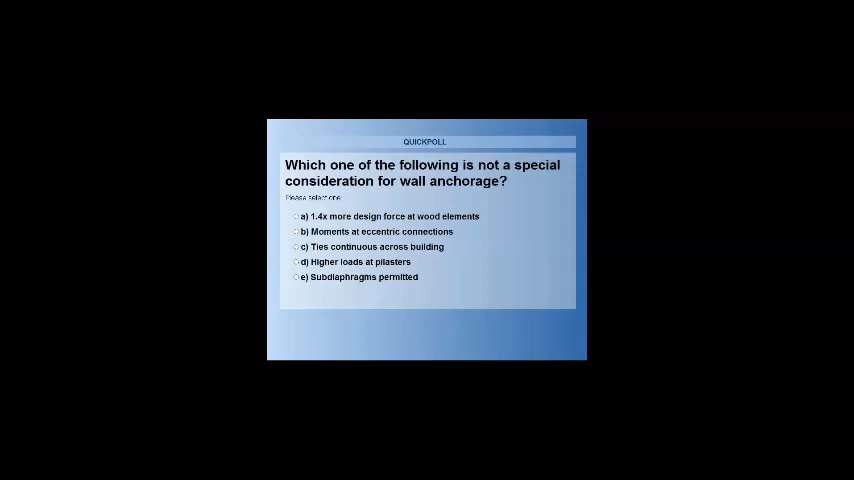 QUICKPOLL
Which one of the following is not a special
consideration for wall anchorage?
Please select one
a) 1.4x more design force at wood elements
b) Moments at eccentric connections
c) Ties continuous across building
d) Higher loads at pilasters
e) Subdiaphragms permitted